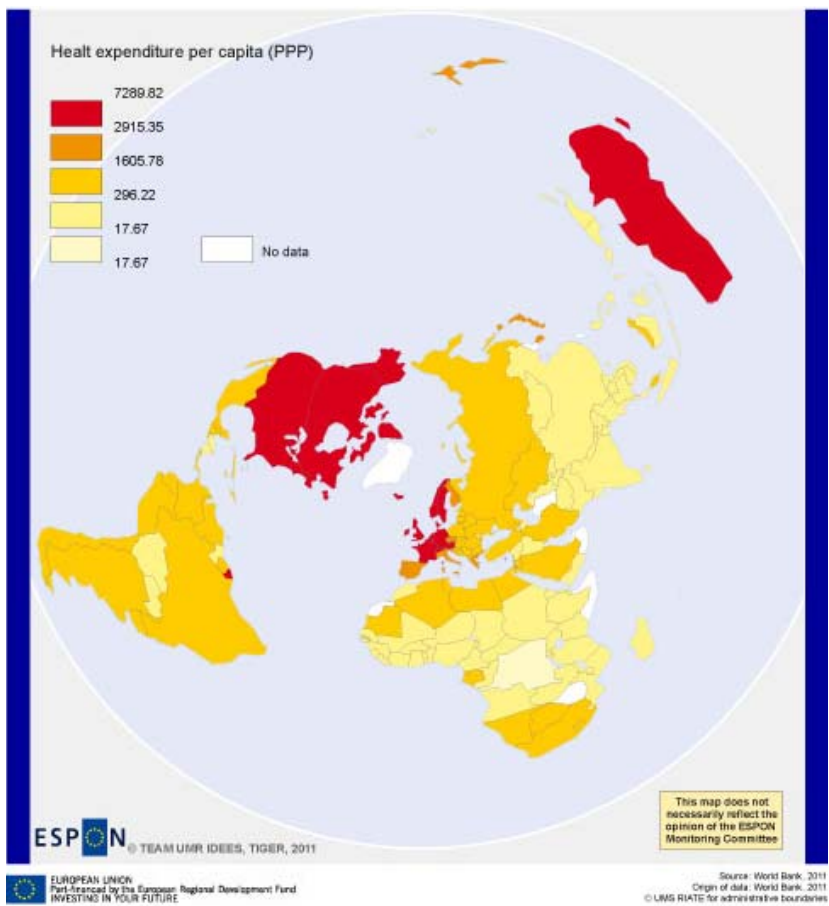 Healt expenditure per capita (PPP)
7289.82
2915.35
1605.78
296.22
17.67
17.67
No data
This map does not
necessarily reflect the
opinion of the ESPON
Monitoring Committee
ESPON © TEAM UMR IDEES, TIGER, 2011
EUROPEAN UNION
Part-financed by the European Regional Development Fund
INVESTING IN YOUR FUTURE
Source: World Bank, 2011
Origin of data: World Bank, 2011
© UMS RIATE for administrative boundaries